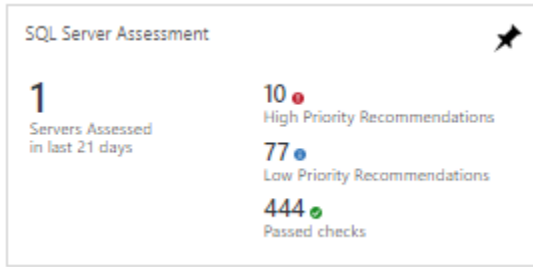 SQL Server Assessment
1
Servers Assessed
in last 21 days
10
High Priority Recommendations
77
Low Priority Recommendations
444
Passed checks